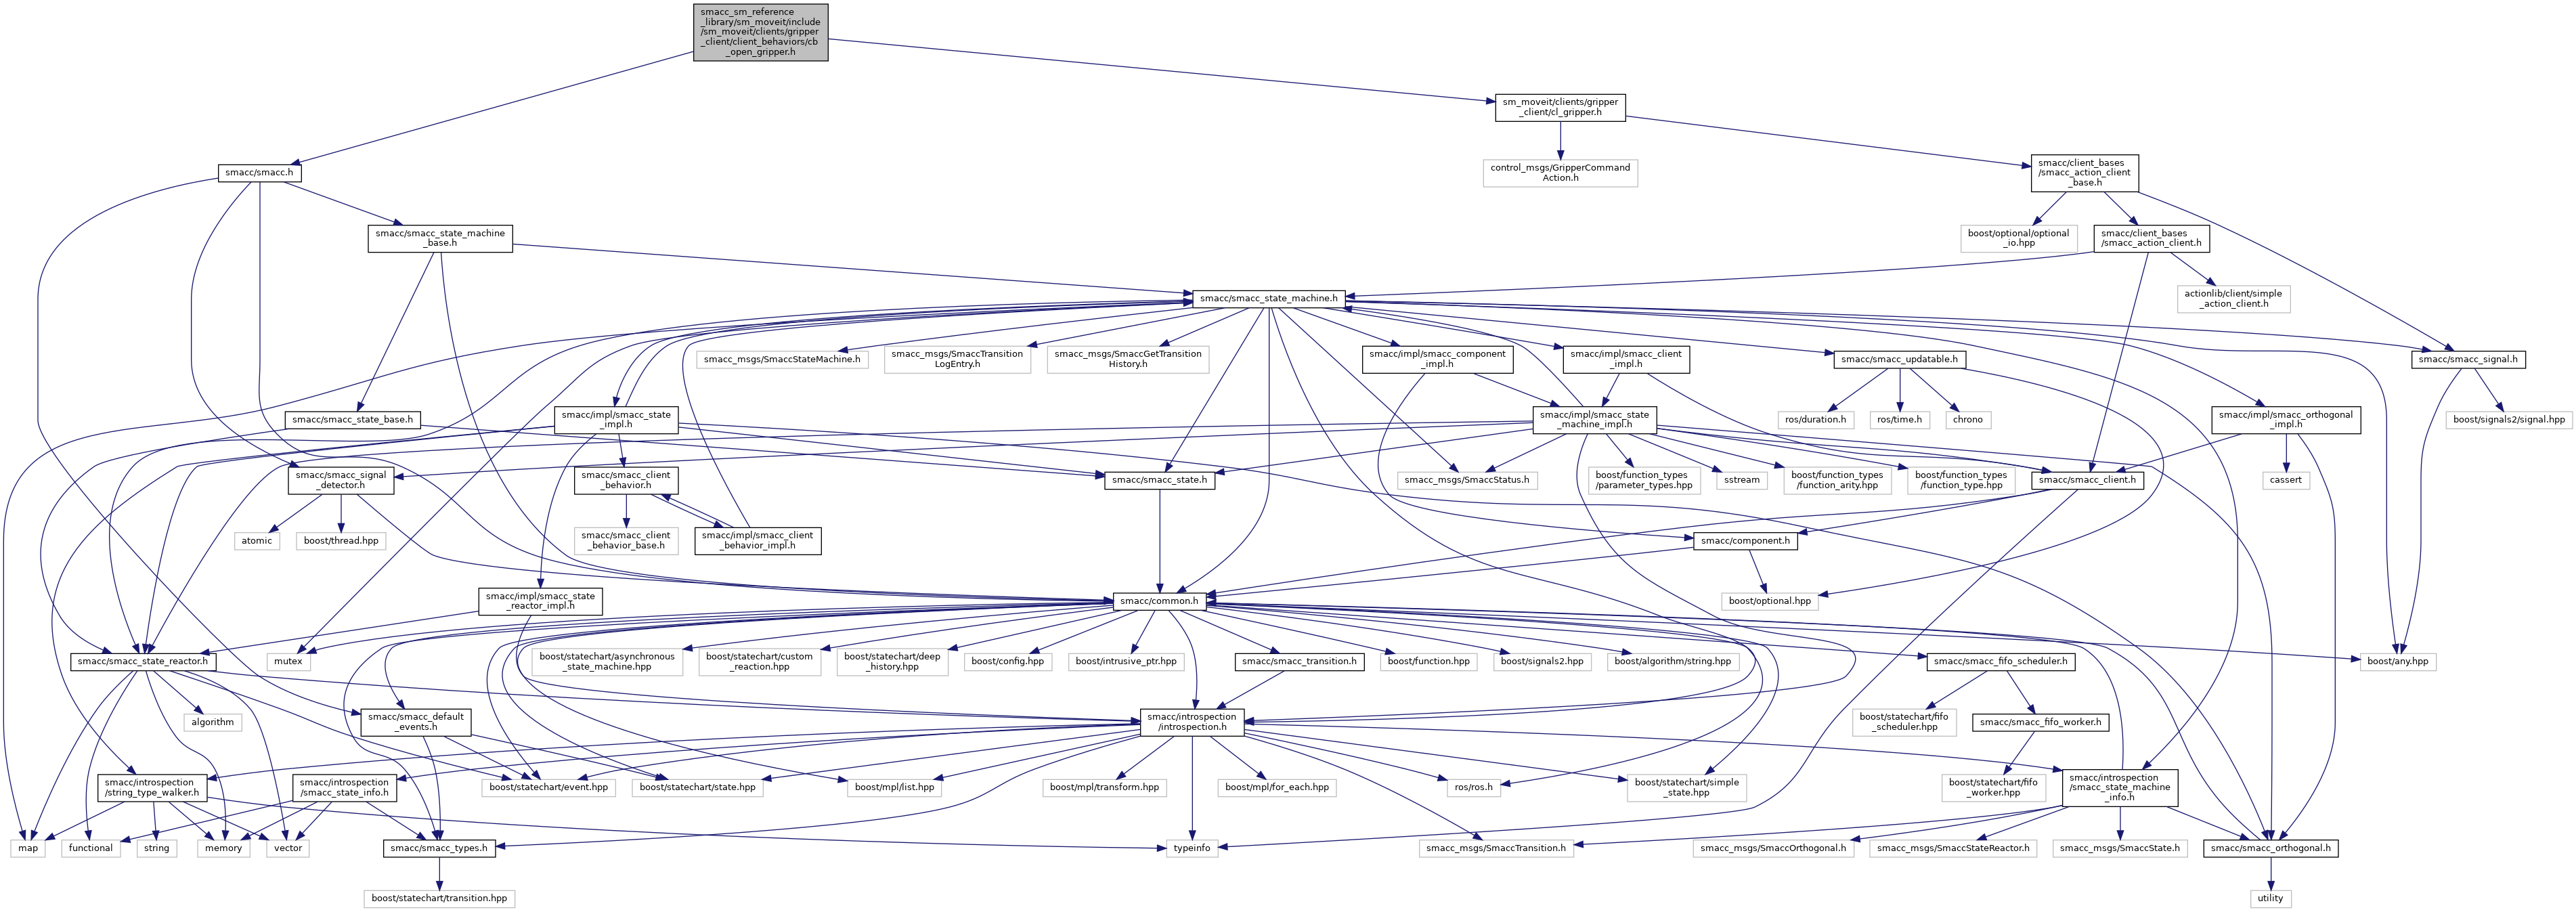 smacc_sm_reference
_library/sm_moveit/include
/sm_moveit/clients/gripper
_client/client_behaviors/cb
_open_gripper.h
sm_moveit/clients/gripper
_client/cl_gripper.h
smacc/smacc.h
control_msgs/GripperCommand
Action.h
smacc/client_bases
/smacc_action_client
_base.h
smacc/smacc_state_machine
_base.h
boost/optional/optional
_io.hpp
smacc/client_bases
/smacc_action_client.h
smacc/smacc_state_machine.h
actionlib/client/simple
_action_client.h
smacc_msgs/SmaccStateMachine.h
smacc_msgs/SmaccTransition
LogEntry.h
smacc_msgs/SmaccGetTransition
History.h
smacc/impl/smacc_component
_impl.h
smacc/impl/smacc_client
_impl.h
smacc/smacc_updatable.h
smacc/smacc_signal.h
smacc/smacc_state_base.h
smacc/impl/smacc_state
_impl.h
smacc/impl/smacc_state
_machine_impl.h
ros/duration.h
ros/time.h
chrono
smacc/impl/smacc_orthogonal
_impl.h
boost/signals2/signal.hpp
smacc/smacc_signal
_detector.h
smacc/smacc_client
_behavior.h
smacc/smacc_state.h
smacc_msgs/SmaccStatus.h
boost/function_types
/parameter_types.hpp
sstream
boost/function_types
/function_arity.hpp
boost/function_types
/function_type.hpp
smacc/smacc_client.h
cassert
atomic
boost/thread.hpp
smacc/smacc_client
_behavior_base.h
smacc/impl/smacc_client
_behavior_impl.h
smacc/component.h
smacc/impl/smacc_state
_reactor_impl.h
smacc/common.h
boost/optional.hpp
smacc/smacc_state_reactor.h
mutex
boost/statechart/asynchronous
_state_machine.hpp
boost/statechart/custom
_reaction.hpp
boost/statechart/deep
_history.hpp
boost/config.hpp
boost/intrusive_ptr.hpp
smacc/smacc_transition.h
boost/function.hpp
boost/signals2.hpp
boost/algorithm/string.hpp
smacc/smacc_fifo_scheduler.h
boost/any.hpp
algorithm
smacc/smacc_default
_events.h
smacc/introspection
/introspection.h
boost/statechart/fifo
_scheduler.hpp
smacc/smacc_fifo_worker.h
smacc/introspection
/string_type_walker.h
smacc/introspection
/smacc_state_info.h
boost/statechart/event.hpp
boost/statechart/state.hpp
boost/mpl/list.hpp
boost/mpl/transform.hpp
boost/mpl/for_each.hpp
ros/ros.h
boost/statechart/simple
_state.hpp
boost/statechart/fifo
_worker.hpp
smacc/introspection
/smacc_state_machine
_info.h
map
functional
string
memory
vector
smacc/smacc_types.h
typeinfo
smacc_msgs/SmaccTransition.h
smacc_msgs/SmaccOrthogonal.h
smacc_msgs/SmaccStateReactor.h
smacc_msgs/SmaccState.h
smacc/smacc_orthogonal.h
boost/statechart/transition.hpp
utility